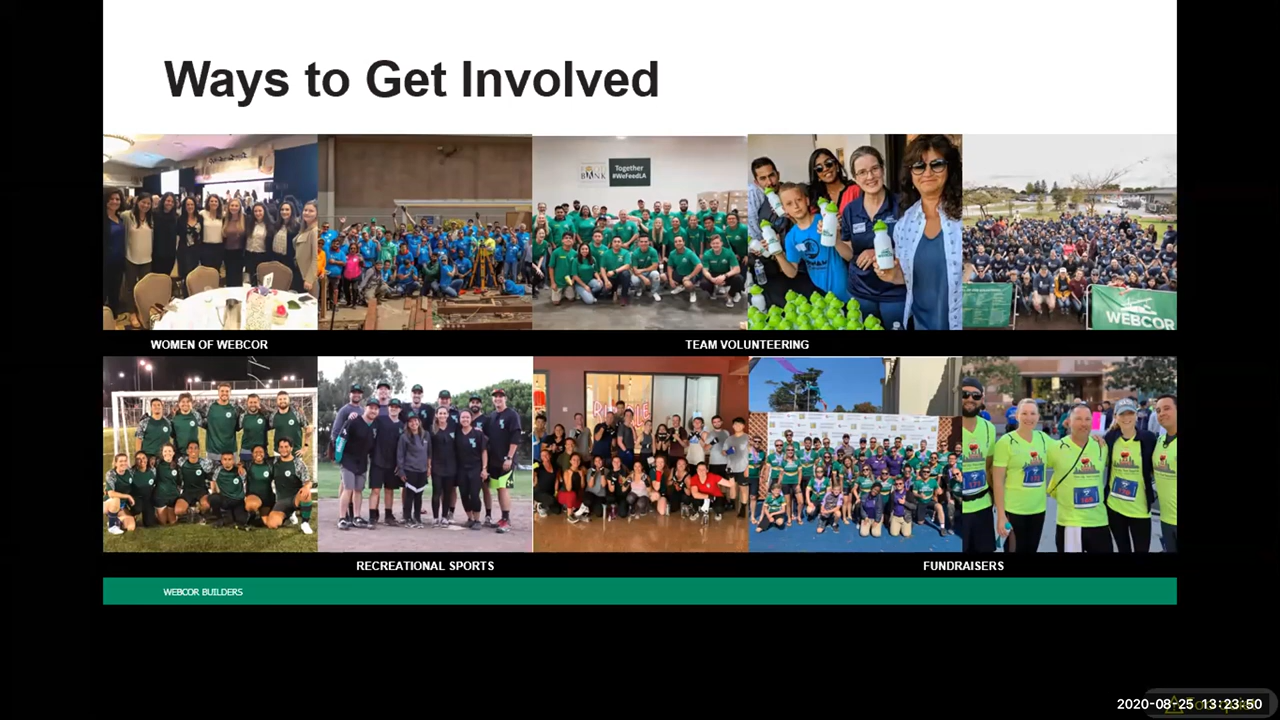 Ways to Get Involved
BANK
Together
#WeFeedLA
WEBCOR
WOMEN OF WEBCOR
TEAM VOLUNTEERING
RECREATIONAL SPORTS
FUNDRAISERS
WEBCOR BUILDERS
2020-08-25 13:23:50